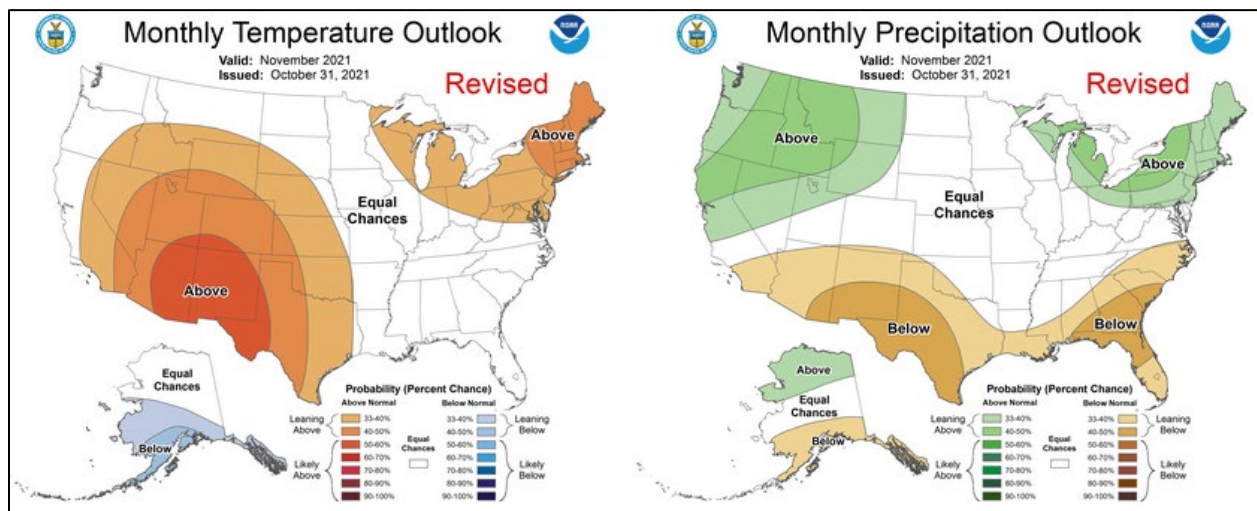 Monthly Temperature Outlook
Valid: November 2021
Issued: October 31, 2021
Revised
NOAA
Above
Above
Equal
Chances
Equal
Chances
Below
Probability (Percent Chance)
Above Normal
Below Normal
Leaning
Above
33-40%
40-50%
50-60%
Likely
Above
60-70%
70-80%
80-90%
90-100%
Equal
Chances
33-40%
40-50%
50-60%
60-70%
70-80%
80-90%
90-100%
Leaning
Below
Likely
Below
Monthly Precipitation Outlook
Valid: November 2021
Issued: October 31, 2021
Revised
NOAA
Above
Above
Equal
Chances
Below
Below
Above
Equal
Chances
Below
Probability (Percent Chance)
Above Normal
Below Normal
Leaning
Above
33-40%
40-50%
50-60%
Likely
Above
60-70%
70-80%
80-90%
90-100%
Equal
Chances
33-40%
40-50%
50-60%
60-70%
70-80%
80-90%
90-100%
Leaning
Below
Likely
Below